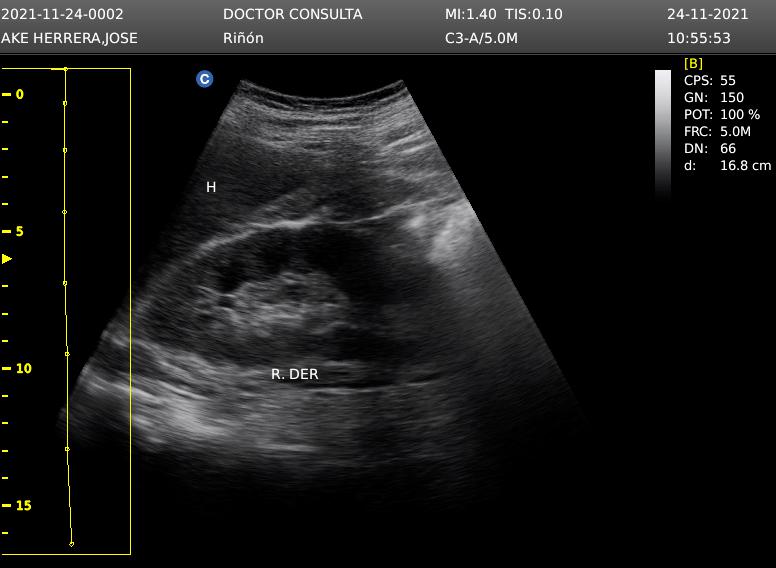 2021-11-24-0002 DOCTOR CONSULTA MI:1.40 TIS:0.10 24-11-2021
AKE HERRERA,JOSE Riñón C3-A/5.0M 10:55:53
[B]
C
CPS: 55
0
GN: 150
POT: 100 %
FRC: 5.0M
DN: 66
d: 16.8 cm
H
5
10
R. DER
15